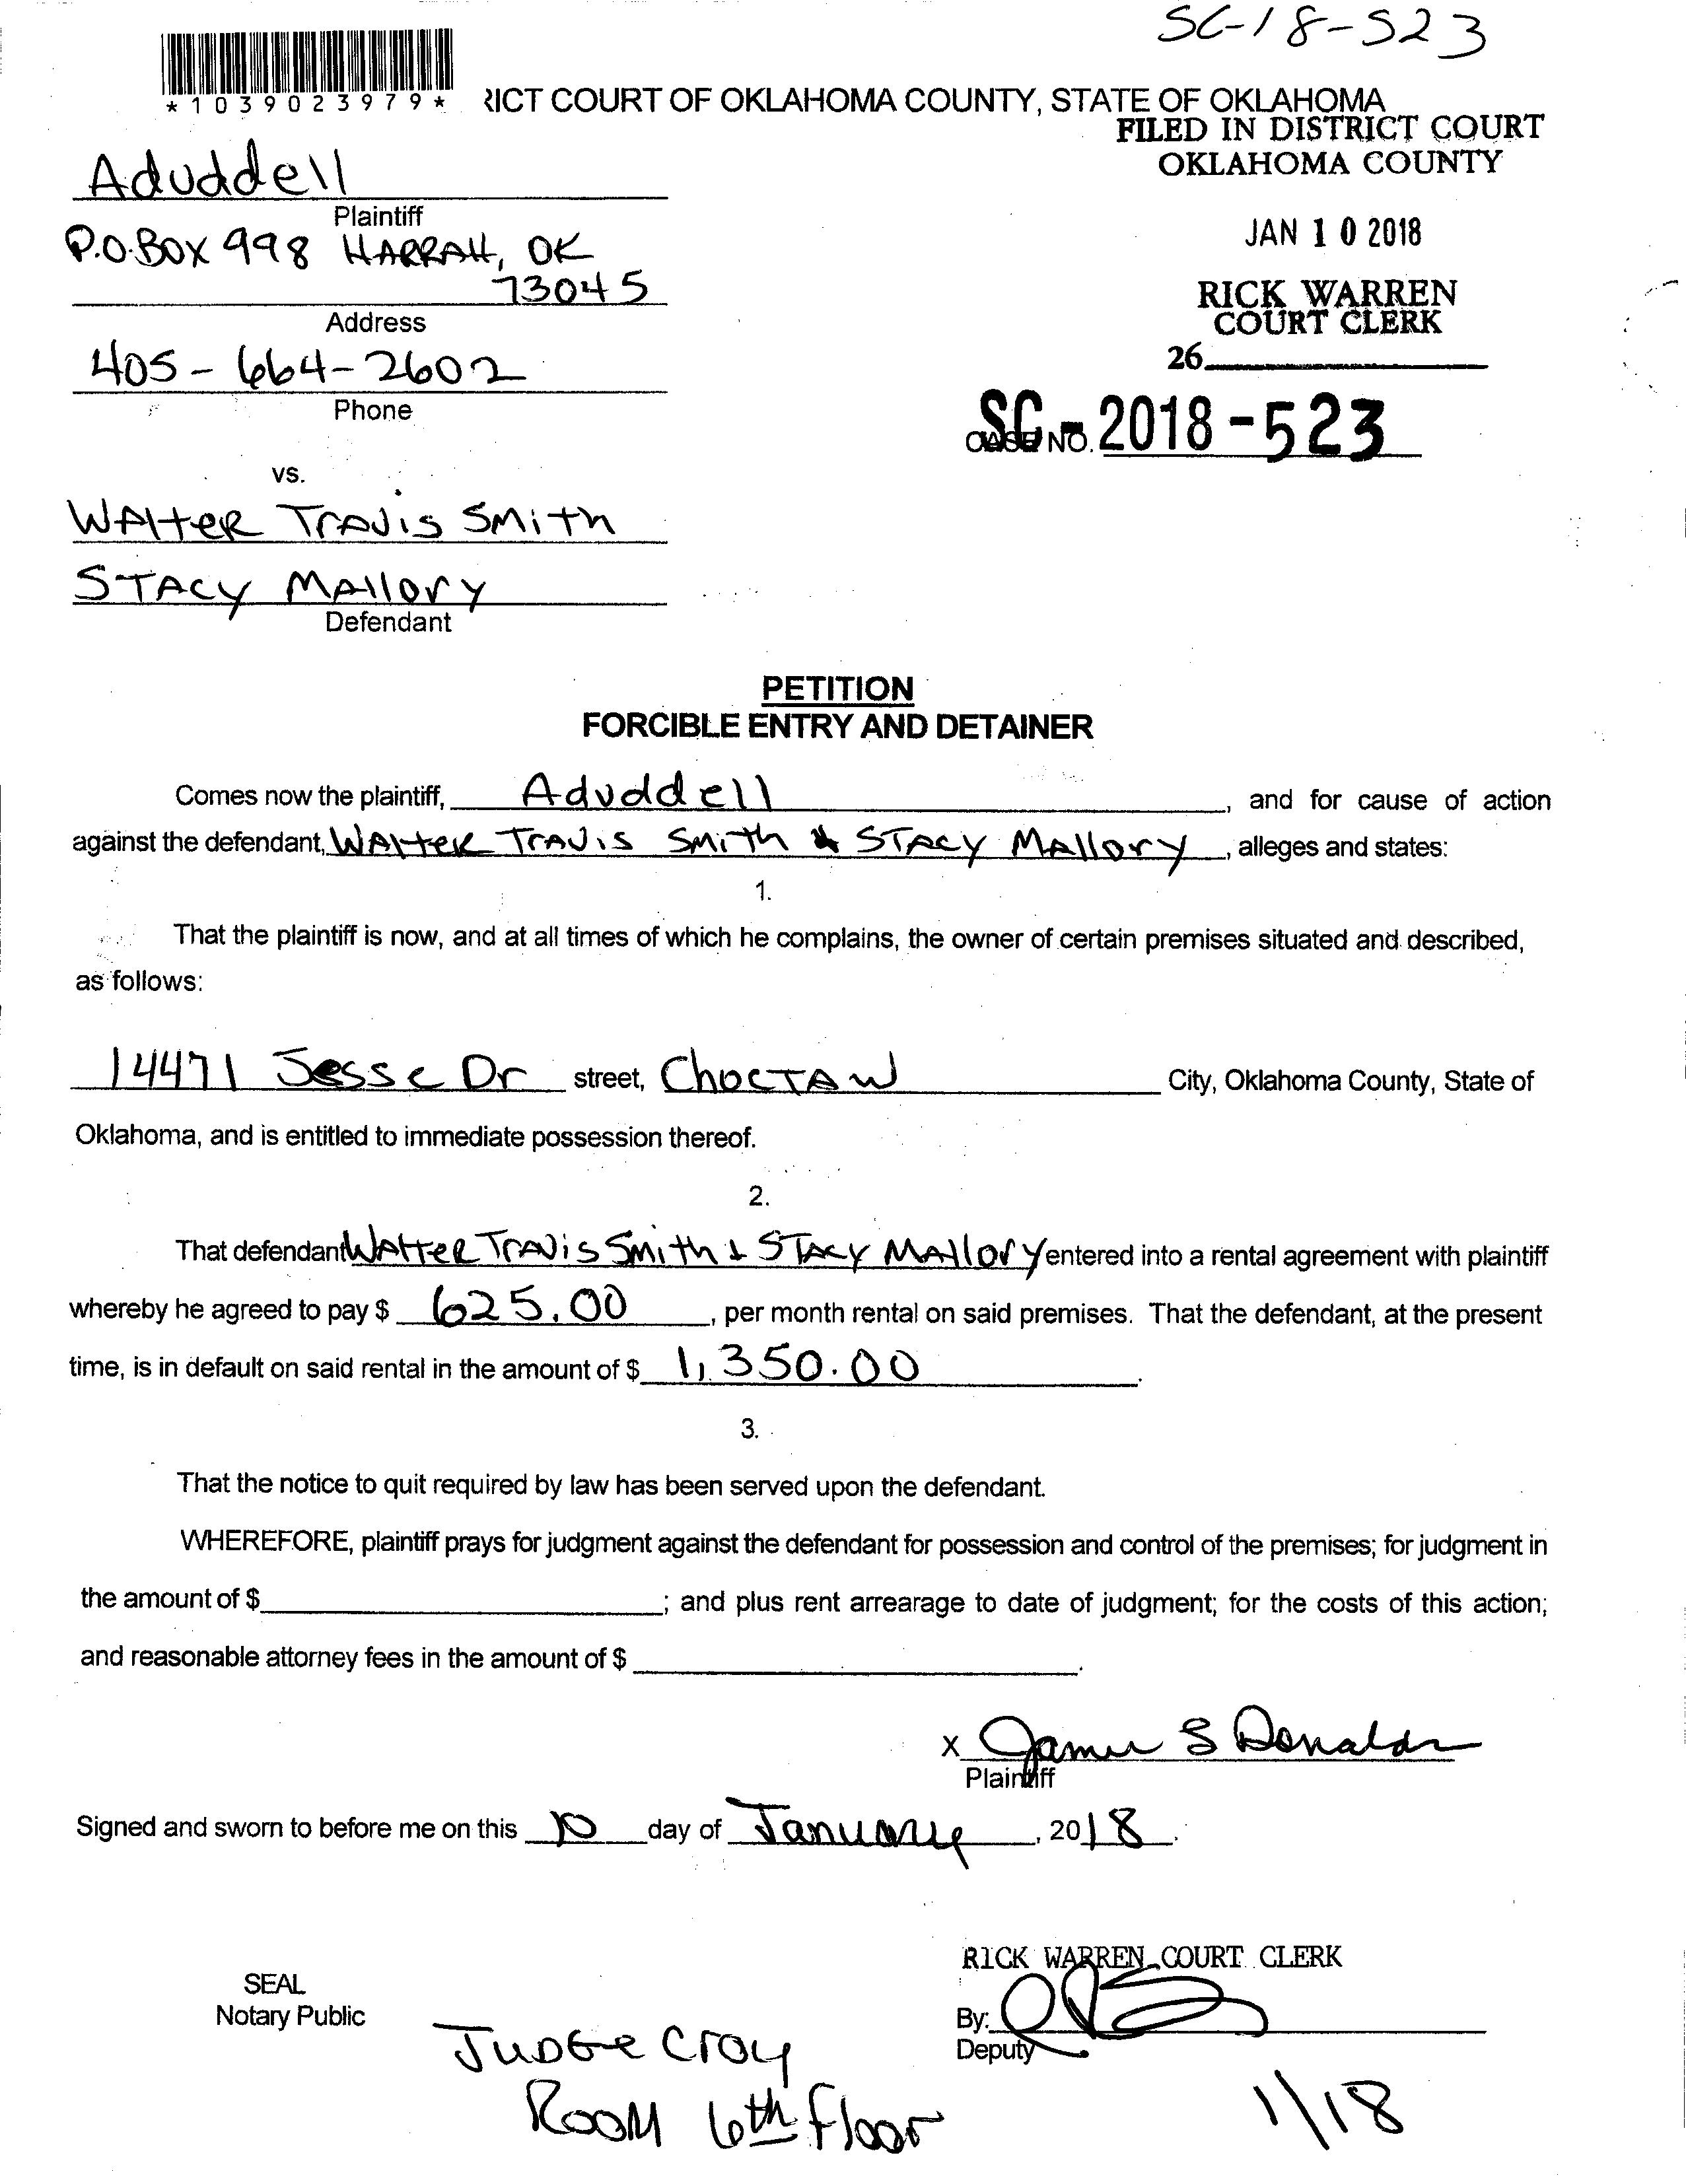 SC-18-523
*1039023979*
RICT COURT OF OKLAHOMA COUNTY, STATE OF OKLAHOMA
FILED IN DISTRICT COURT
OKLAHOMA COUNTY
JAN 10 2018
RICK WARREN
COURT CLERK
26
SC - 2018 - 523
CASE NO.
Aduddell
Plaintiff
P.O. BOX 998 HARRAH, OK
73045
Address
405-664-2602
Phone
vs.
WAlteR TrAvis SMith
STACY MAllory
Defendant
PETITION
FORCIBLE ENTRY AND DETAINER
Comes now the plaintiff, Aduddell, and for cause of action
against the defendant, WAlteR TrAvis SMith & STACY MAllory, alleges and states:
1.
That the plaintiff is now, and at all times of which he complains, the owner of certain premises situated and described,
as follows:
14471 Jesse Dr street, CHOCTAW City, Oklahoma County, State of
Oklahoma, and is entitled to immediate possession thereof.
2.
That defendant WAlteR TrAvis SMith & STACY MAllory entered into a rental agreement with plaintiff
whereby he agreed to pay $ 625.00, per month rental on said premises. That the defendant, at the present
time, is in default on said rental in the amount of $ 1,350.00.
3.
That the notice to quit required by law has been served upon the defendant.
WHEREFORE, plaintiff prays for judgment against the defendant for possession and control of the premises; for judgment in
the amount of $; and plus rent arrearage to date of judgment; for the costs of this action;
and reasonable attorney fees in the amount of $.
X
Plaintiff
Signed and sworn to before me on this 10 day of January, 2018.
RICK WARREN COURT CLERK
SEAL
Notary Public
By:
Deputy
JUDGe Croy
ROOM 6th floor
1/18